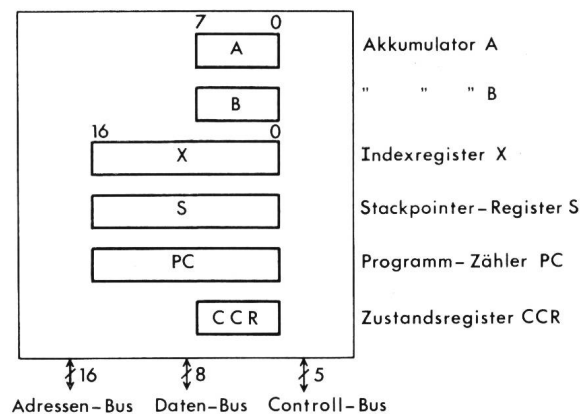 7 0
A Akkumulator A
B " " " B
16 0
X Indexregister X
S Stackpointer-Register S
PC Programm-Zähler PC
CCR Zustandsregister CCR
16 8 5
Adressen-Bus Daten-Bus Controll-Bus